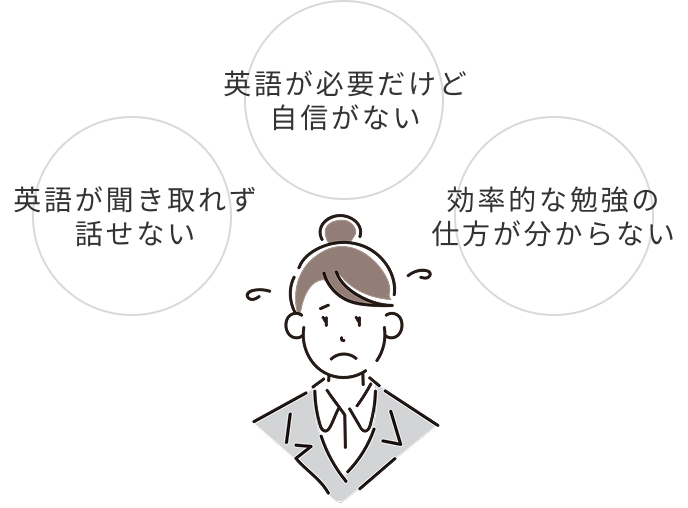 英語が必要だけど
自信がない
英語が聞き取れず
話せない
効率的な勉強の
仕方が分からない